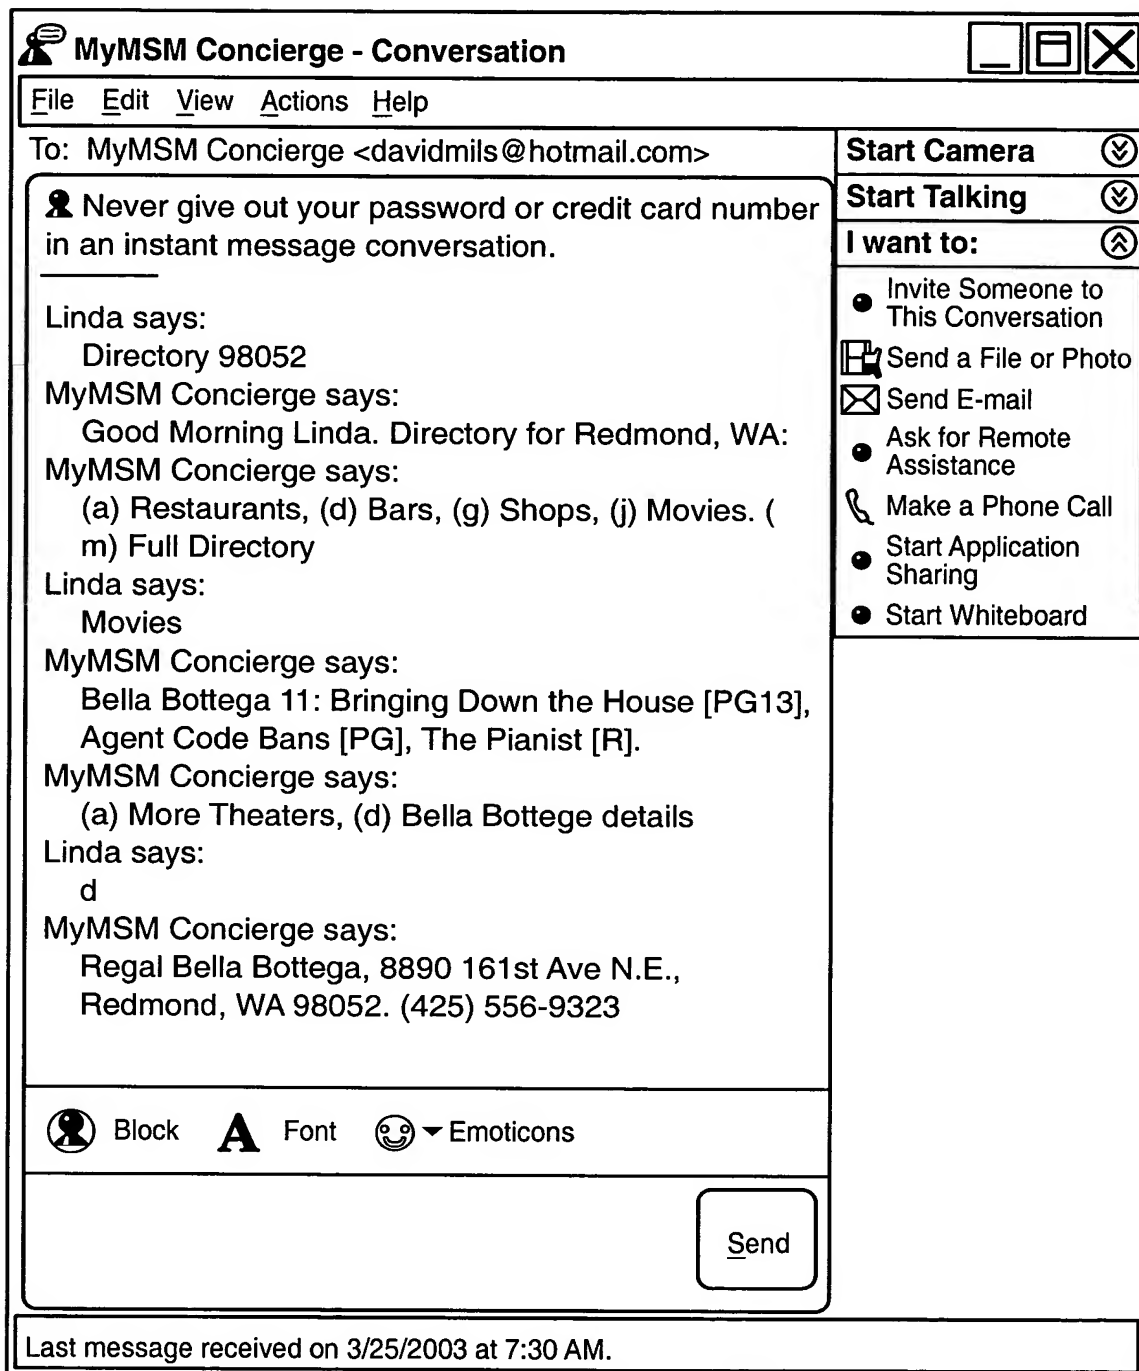 MyMSM Concierge - Conversation
File Edit View Actions Help
To: MyMSM Concierge <davidmils@hotmail.com>
Never give out your password or credit card number
in an instant message conversation.
Linda says:
Directory 98052
MyMSM Concierge says:
Good Morning Linda. Directory for Redmond, WA:
MyMSM Concierge says:
(a) Restaurants, (d) Bars, (g) Shops, (j) Movies. (
m) Full Directory
Linda says:
Movies
MyMSM Concierge says:
Bella Bottega 11: Bringing Down the House [PG13],
Agent Code Bans [PG], The Pianist [R].
MyMSM Concierge says:
(a) More Theaters, (d) Bella Bottege details
Linda says:
d
MyMSM Concierge says:
Regal Bella Bottega, 8890 161st Ave N.E.,
Redmond, WA 98052. (425) 556-9323
Block A Font Emoticons
Send
Start Camera
Start Talking
I want to:
Invite Someone to
This Conversation
Send a File or Photo
Send E-mail
Ask for Remote
Assistance
Make a Phone Call
Start Application
Sharing
Start Whiteboard
Last message received on 3/25/2003 at 7:30 AM.